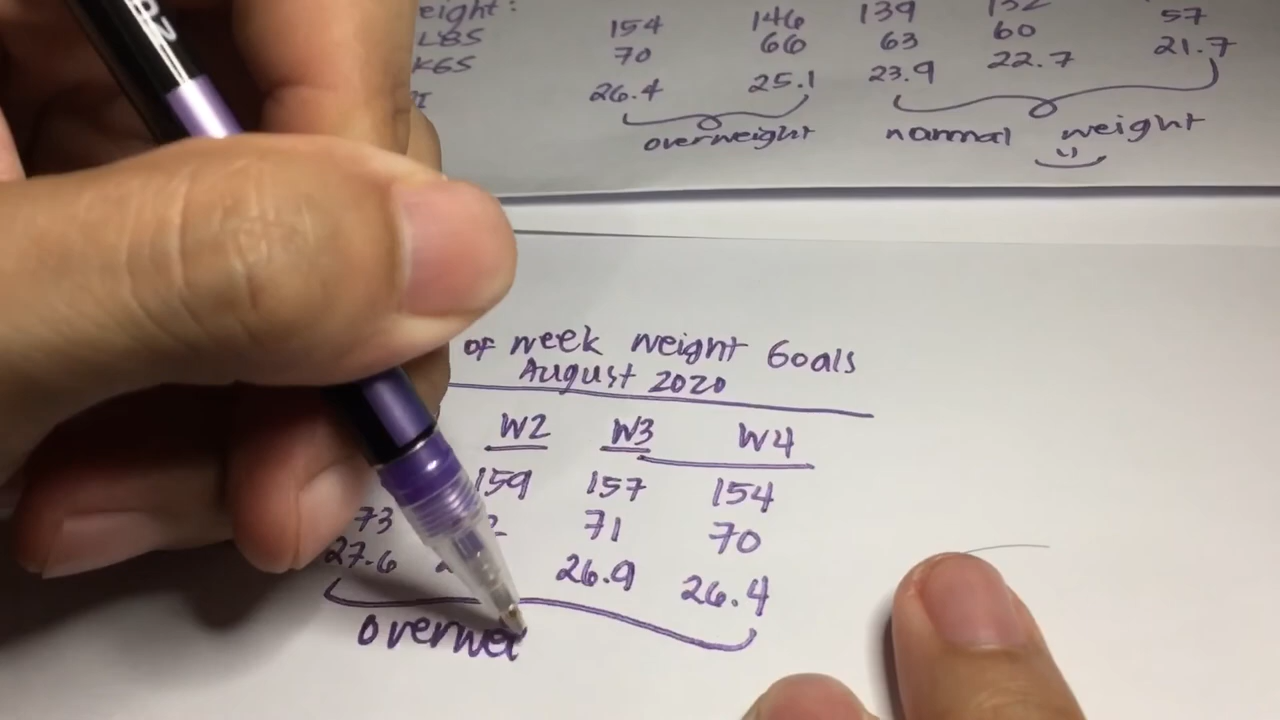 eight:
LBS 154 146 139 132 57
KGS 70 66 63 60 21.7
26.4 25.1 23.9 22.7
overweight normal weight
of week weight Goals
August 2020
W2 W3 W4
159 157 154
73 71 70
27.6 26.9 26.4
overwei